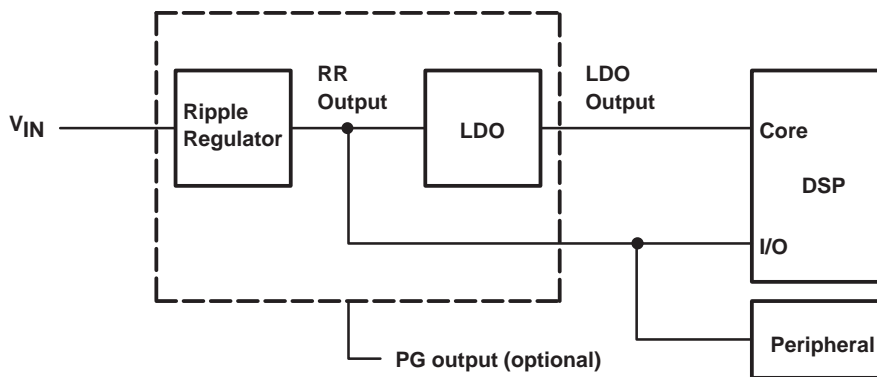 RR
Output
LDO
Output
Ripple
Regulator
VIN
LDO
Core
DSP
I/O
Peripheral
PG output (optional)